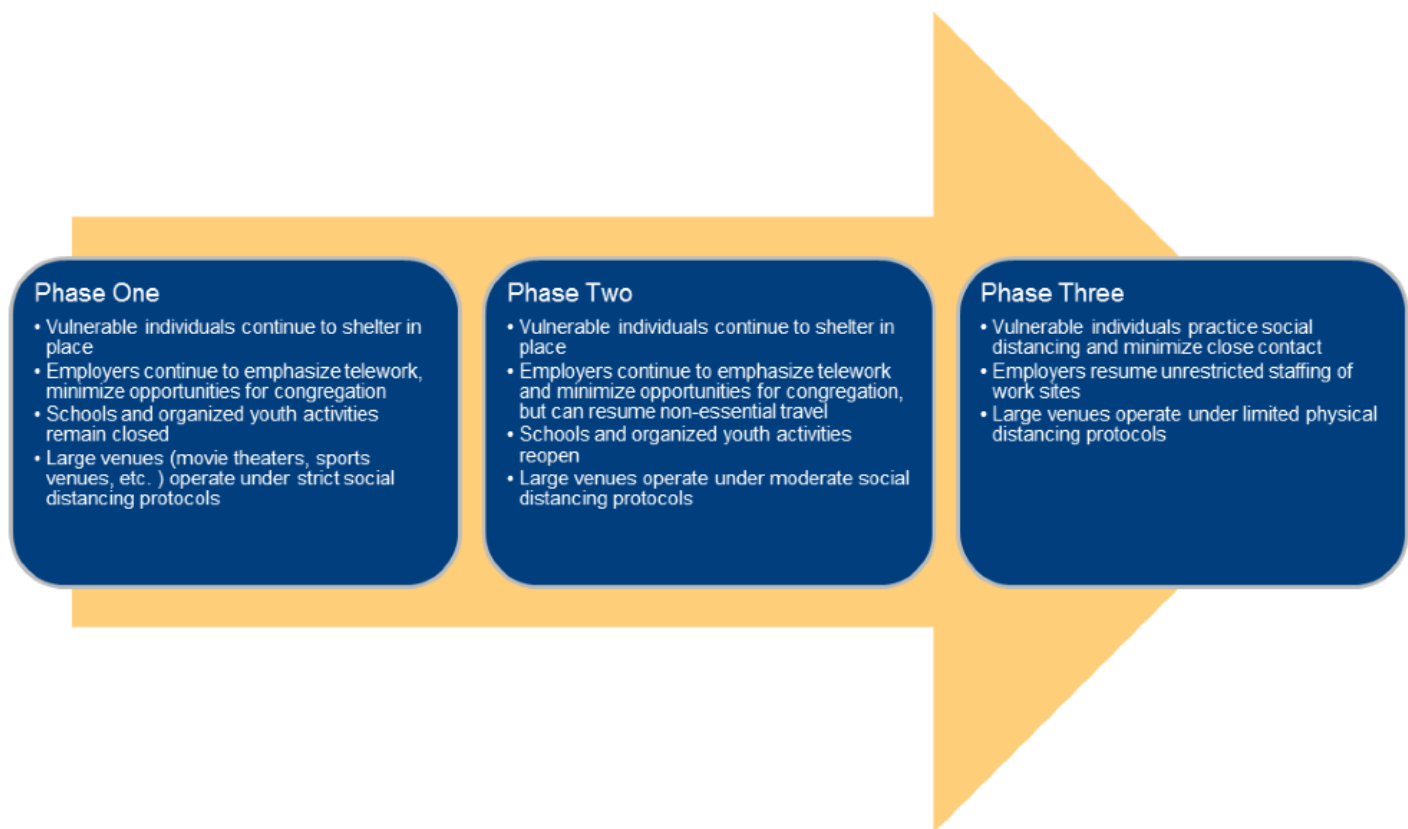 Phase One
• Vulnerable individuals continue to shelter in
place
• Employers continue to emphasize telework,
minimize opportunities for congregation
• Schools and organized youth activities
remain closed
• Large venues (movie theaters, sports
venues, etc. ) operate under strict social
distancing protocols
Phase Two
• Vulnerable individuals continue to shelter in
place
• Employers continue to emphasize telework
and minimize opportunities for congregation,
but can resume non-essential travel
• Schools and organized youth activities
reopen
• Large venues operate under moderate social
distancing protocols
Phase Three
• Vulnerable individuals practice social
distancing and minimize close contact
• Employers resume unrestricted staffing of
work sites
• Large venues operate under limited physical
distancing protocols